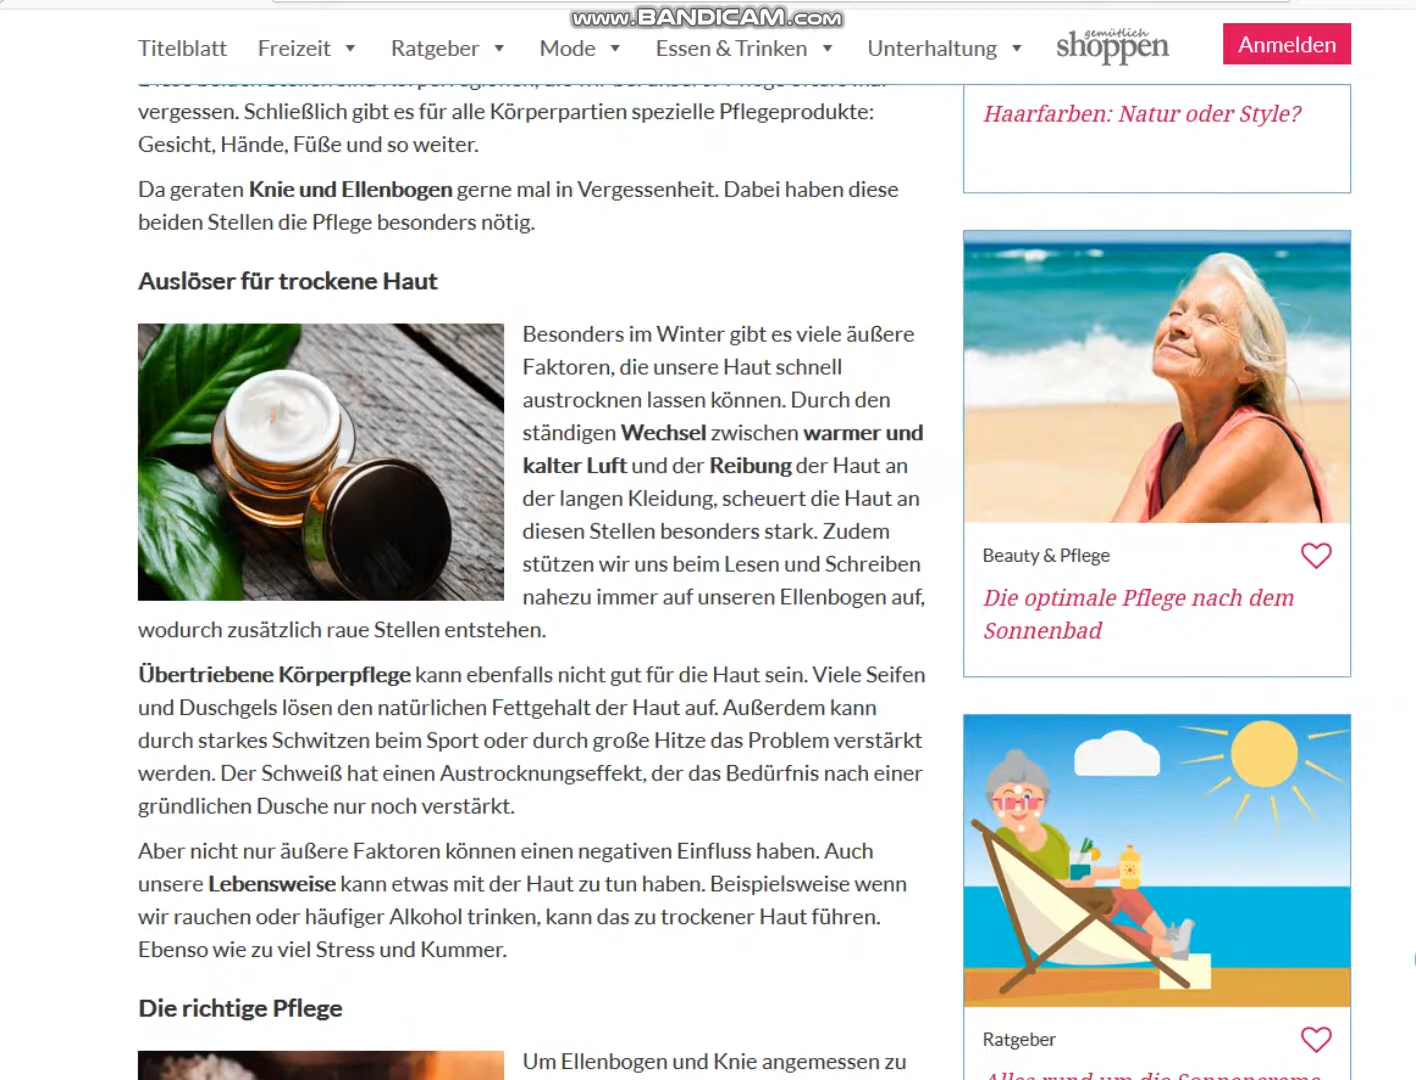 www.BANDICAM.com
Titelblatt Freizeit Ratgeber Mode Essen & Trinken Unterhaltung gemütlich shoppen Anmelden
vergessen. Schließlich gibt es für alle Körperpartien spezielle Pflegeprodukte:
Gesicht, Hände, Füße und so weiter.
Da geraten Knie und Ellenbogen gerne mal in Vergessenheit. Dabei haben diese
beiden Stellen die Pflege besonders nötig.
Auslöser für trockene Haut
Besonders im Winter gibt es viele äußere
Faktoren, die unsere Haut schnell
austrocknen lassen können. Durch den
ständigen Wechsel zwischen warmer und
kalter Luft und der Reibung der Haut an
der langen Kleidung, scheuert die Haut an
diesen Stellen besonders stark. Zudem
stützen wir uns beim Lesen und Schreiben
nahezu immer auf unseren Ellenbogen auf,
wodurch zusätzlich raue Stellen entstehen.
Übertriebene Körperpflege kann ebenfalls nicht gut für die Haut sein. Viele Seifen
und Duschgels lösen den natürlichen Fettgehalt der Haut auf. Außerdem kann
durch starkes Schwitzen beim Sport oder durch große Hitze das Problem verstärkt
werden. Der Schweiß hat einen Austrocknungseffekt, der das Bedürfnis nach einer
gründlichen Dusche nur noch verstärkt.
Aber nicht nur äußere Faktoren können einen negativen Einfluss haben. Auch
unsere Lebensweise kann etwas mit der Haut zu tun haben. Beispielsweise wenn
wir rauchen oder häufiger Alkohol trinken, kann das zu trockener Haut führen.
Ebenso wie zu viel Stress und Kummer.
Die richtige Pflege
Um Ellenbogen und Knie angemessen zu
Haarfarben: Natur oder Style?
Beauty & Pflege
Die optimale Pflege nach dem
Sonnenbad
Ratgeber
Alles rund um die Sonnencreme